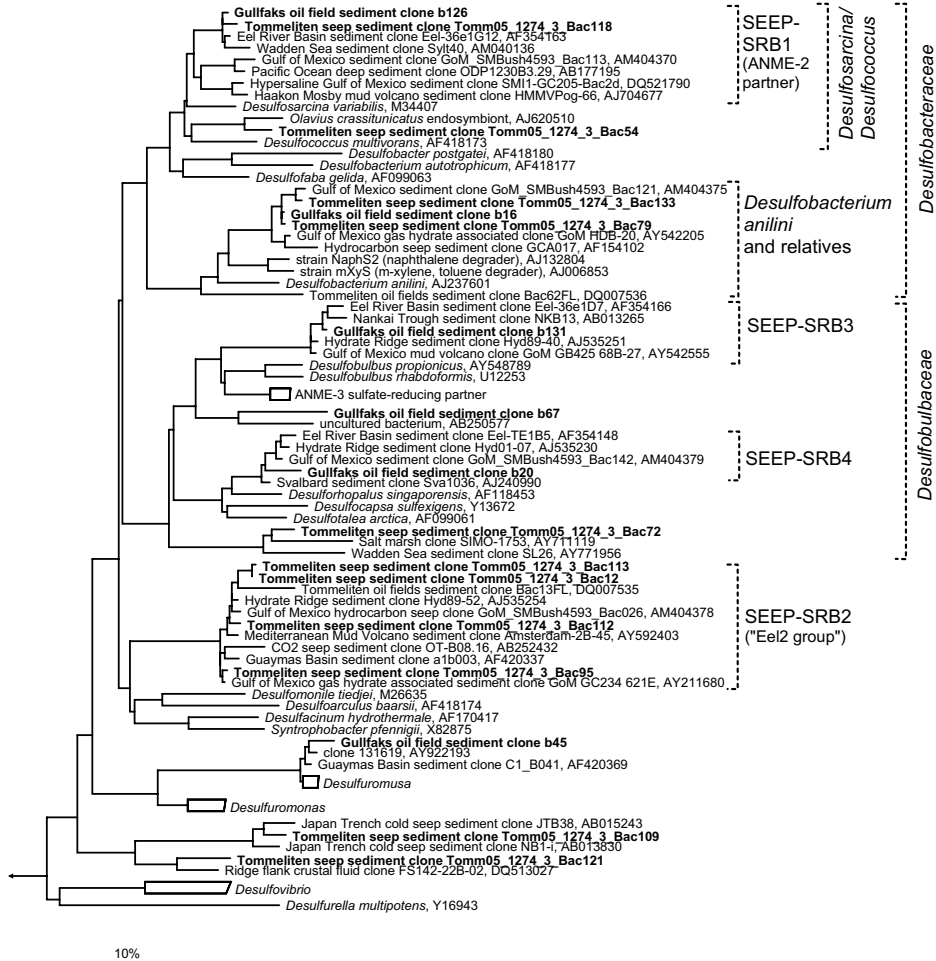 Gullfaks oil field sediment clone b126
Tommeliten seep sediment clone Tomm05_1274_3_Bac118
Eel River Basin sediment clone Eel-36e1G12, AF354163
Wadden Sea sediment clone Sylt40, AM040136
Gulf of Mexico sediment clone GoM_SMBush4593_Bac113, AM404370
Pacific Ocean deep sediment clone ODP1230B3.29, AB177195
Hypersaline Gulf of Mexico sediment clone SMI1-GC205-Bac2d, DQ521790
Haakon Mosby mud volcano sediment clone HMMVPog-66, AJ704677
Desulfosarcina variabilis, M34407
Olavius crassitunicatus endosymbiont, AJ620510
Tommeliten seep sediment clone Tomm05_1274_3_Bac54
Desulfococus multivorans, AF418173
Desulfobacter postgatei, AF418180
Desulfobacterium autotrophicum, AF418177
Desulfofaba gelida, AF099063
Gulf of Mexico sediment clone GoM_SMBush4593_Bac121, AM404375
Tommeliten seep sediment clone Tomm05_1274_3_Bac133
Gullfaks oil field sediment clone b16
Tommeliten seep sediment clone Tomm05_1274_3_Bac79
Gulf of Mexico gas hydrate associated clone GoM HDB-20, AY542205
Hydrocarbon seep sediment clone GCA017, AF154102
strain NaphS2 (naphthalene degrader), AJ132804
strain mXyS (m-xylene, toluene degrader), AJ006853
Desulfobacterium anilini, AJ237601
Tommeliten oil fields sediment clone Bac62FL, DQ007536
Eel River Basin sediment clone Eel-36e1D7, AF354166
Nankai Trough sediment clone NKB13, AB013265
Gullfaks oil field sediment clone b131
Hydrate Ridge sediment clone Hyd89-40, AJ535251
Gulf of Mexico mud volcano clone GoM GB425 68B-27, AY542555
Desulfobulbus propionicus, AY548789
Desulfobulbus rhabdoformis, U12253
ANME-3 sulfate-reducing partner
Gullfaks oil field sediment clone b67
uncultured bacterium, AB250577
Eel River Basin sediment clone Eel-TE1B5, AF354148
Hydrate Ridge sediment clone Hyd01-07, AJ535230
Gulf of Mexico sediment clone GoM_SMBush4593_Bac142, AM404379
Gullfaks oil field sediment clone b20
Svalbard sediment clone Sva1036, AJ240990
Desulforhopalus singaporensis, AF118453
Desulfocapsa sulfexigens, Y13672
Desulfotalea arctica, AF099061
Tommeliten seep sediment clone Tomm05_1274_3_Bac72
Salt marsh clone SIMO-1753, AY711119
Wadden Sea sediment clone SL26, AY771956
Tommeliten seep sediment clone Tomm05_1274_3_Bac113
Tommeliten seep sediment clone Tomm05_1274_3_Bac12
Tommeliten oil fields sediment clone Bac13FL, DQ007535
Hydrate Ridge sediment clone Hyd89-52, AJ535254
Gulf of Mexico hydrocarbon seep clone GoM_SMBush4593_Bac026, AM404378
Tommeliten seep sediment clone Tomm05_1274_3_Bac112
Mediterranean Mud Volcano sediment clone Amsterdam-2B-45, AY592403
CO2 seep sediment clone OT-B08.16, AB252432
Guaymas Basin sediment clone a1b003, AF420337
Tommeliten seep sediment clone Tomm05_1274_3_Bac95
Gulf of Mexico gas hydrate associated sediment clone GoM GC234 621E, AY211680
Desulfomonile tiedjei, M26635
Desulfoarculus baarsii, AF418174
Desulfacinum hydrothermale, AF170417
Syntrophobacter pfennigii, X82875
Gullfaks oil field sediment clone b45
clone 131619, AY922193
Guaymas Basin sediment clone C1_B041, AF420369
Desulfuromusa
Desulfuromonas
Japan Trench cold seep sediment clone JTB38, AB015243
Tommeliten seep sediment clone Tomm05_1274_3_Bac109
Japan Trench cold seep sediment clone NB1-i, AB013830
Tommeliten seep sediment clone Tomm05_1274_3_Bac121
Ridge flank crustal fluid clone FS142-22B-02, DQ513027
Desulfovibrio
Desulfurella multipotens, Y16943
10%
SEEP-
SRB1
(ANME-2
partner)
Desulfosarcina/
Desulfococcus
Desulfobacteraceae
Desulfobacterium
anilini
and relatives
SEEP-SRB3
SEEP-SRB4
Desulfobulbaceae
SEEP-SRB2
("Eel2 group")